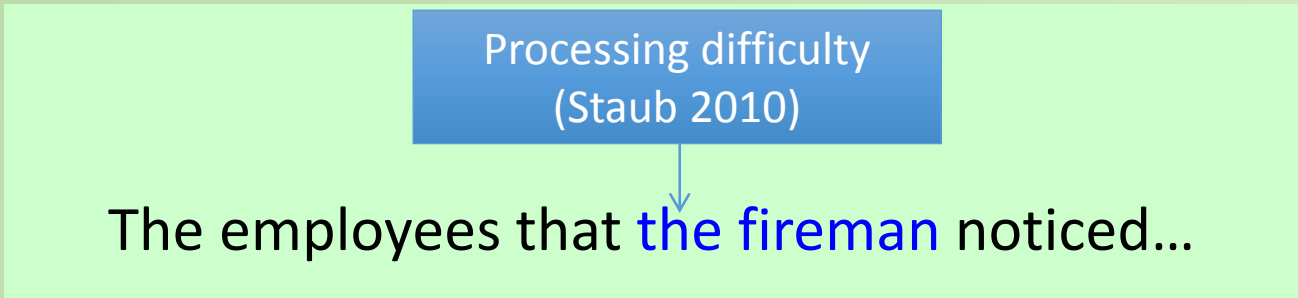 Processing difficulty
(Staub 2010)
The employees that the fireman noticed…